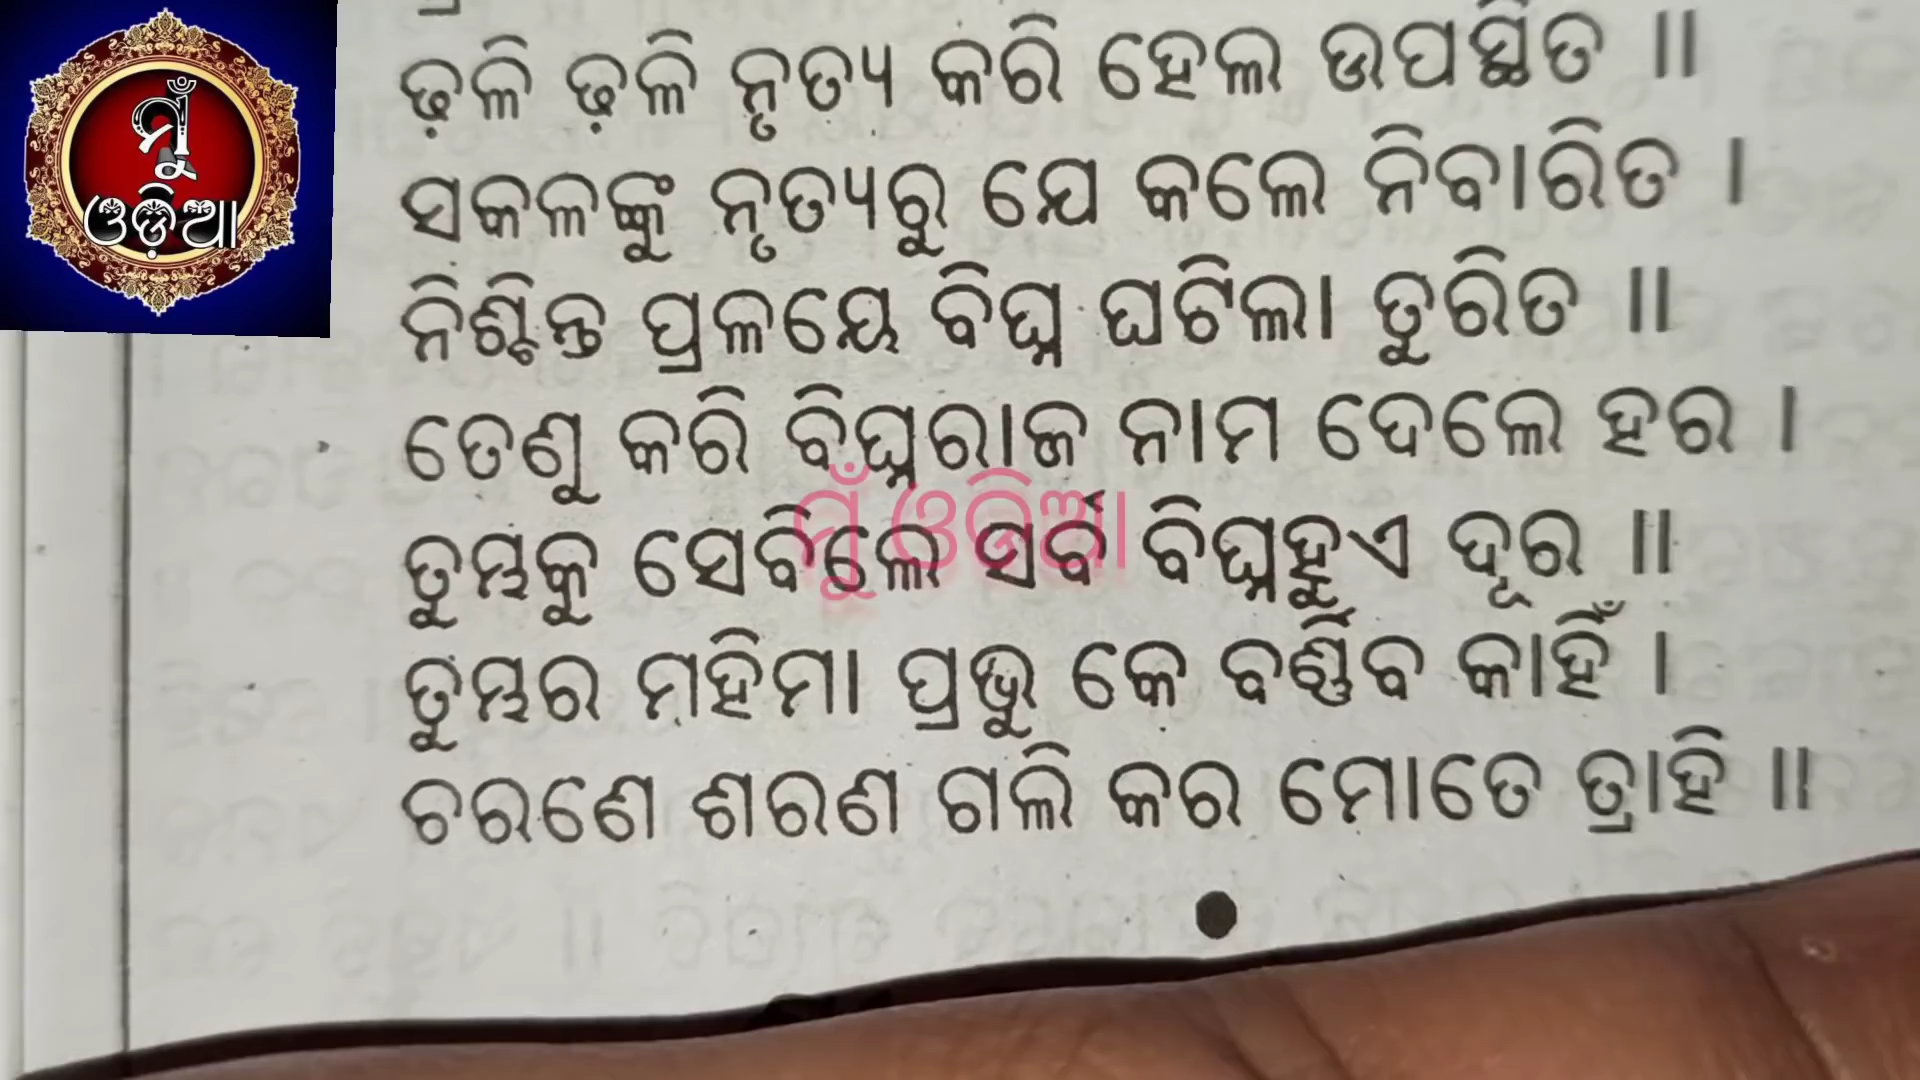 ମୁଁ
ଓଡ଼ିଆ
ଢ଼ଳି ଢ଼ଳି ନୃତ୍ୟ କରି ହେଲ ଉପସ୍ଥିତ ॥
ସକଳଙ୍କୁ ନୃତ୍ୟରୁ ଯେ କଲେ ନିବାରିତ ।
ନିଶ୍ଚିନ୍ତ ପ୍ରଳୟେ ବିଘ୍ନ ଘଟିଲା ତୁରିତ ॥
ତେଣୁ କରି ବିଘ୍ନରାଜ ନାମ ଦେଲେ ହର ।
ମୁଁ ଓଡିଆ
ତୁମ୍ଭକୁ ସେବିଲେ ସର୍ବ ବିଘ୍ନହୁଏ ଦୂର ॥
ତୁମ୍ଭର ମହିମା ପ୍ରଭୁ କେ ବର୍ଣ୍ଣିବ କାହିଁ ।
ଚରଣେ ଶରଣ ଗଲି କର ମୋତେ ତ୍ରାହି ॥